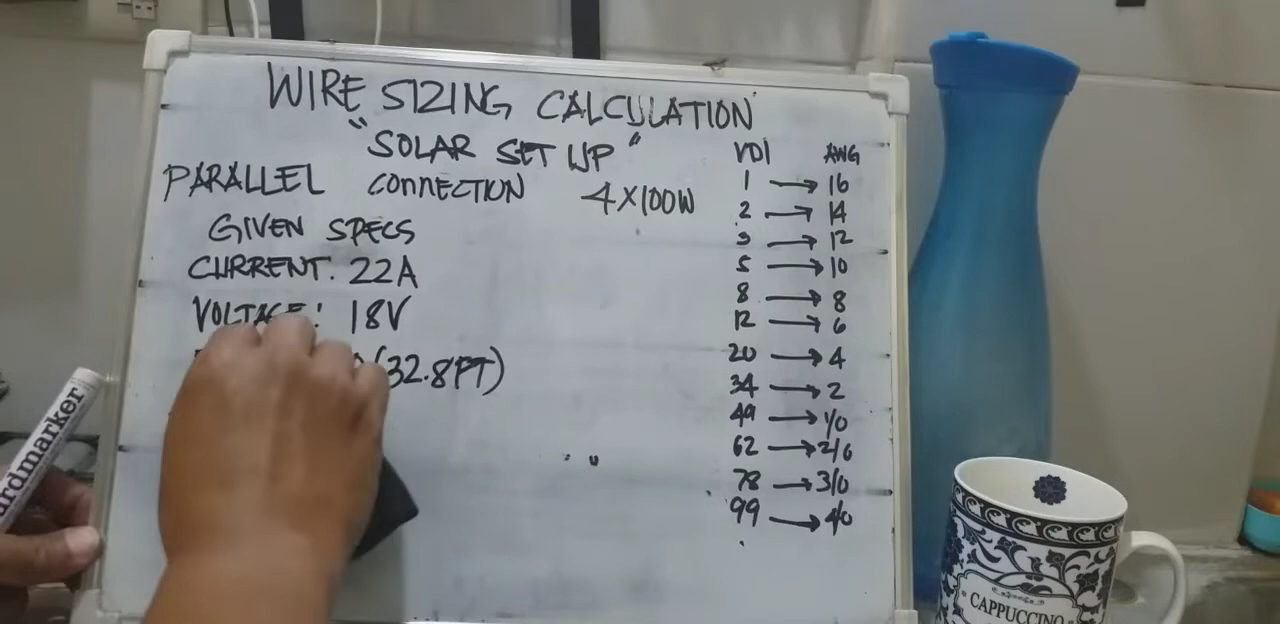 WIRE SIZING CALCULATION
"SOLAR SET UP"
PARALLEL CONNECTION 4X100W
GIVEN SPECS
CURRENT. 22A
VOLTAGE: 18V
(32.8FT)
VDI AWG
1 → 16
2 → 14
3 → 12
5 → 10
8 → 8
12 → 6
20 → 4
34 → 2
49 → 1/0
62 → 2/0
78 → 3/0
99 → 4/0
ardmarker
CAPPUCCINO